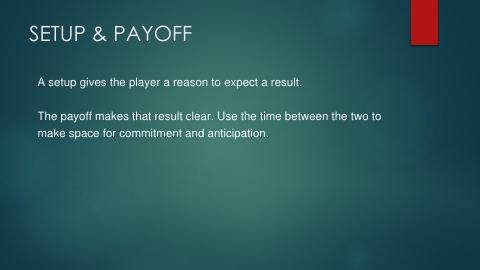 SETUP & PAYOFF
A setup gives the player a reason to expect a result.
The payoff makes that result clear. Use the time between the two to
make space for commitment and anticipation.